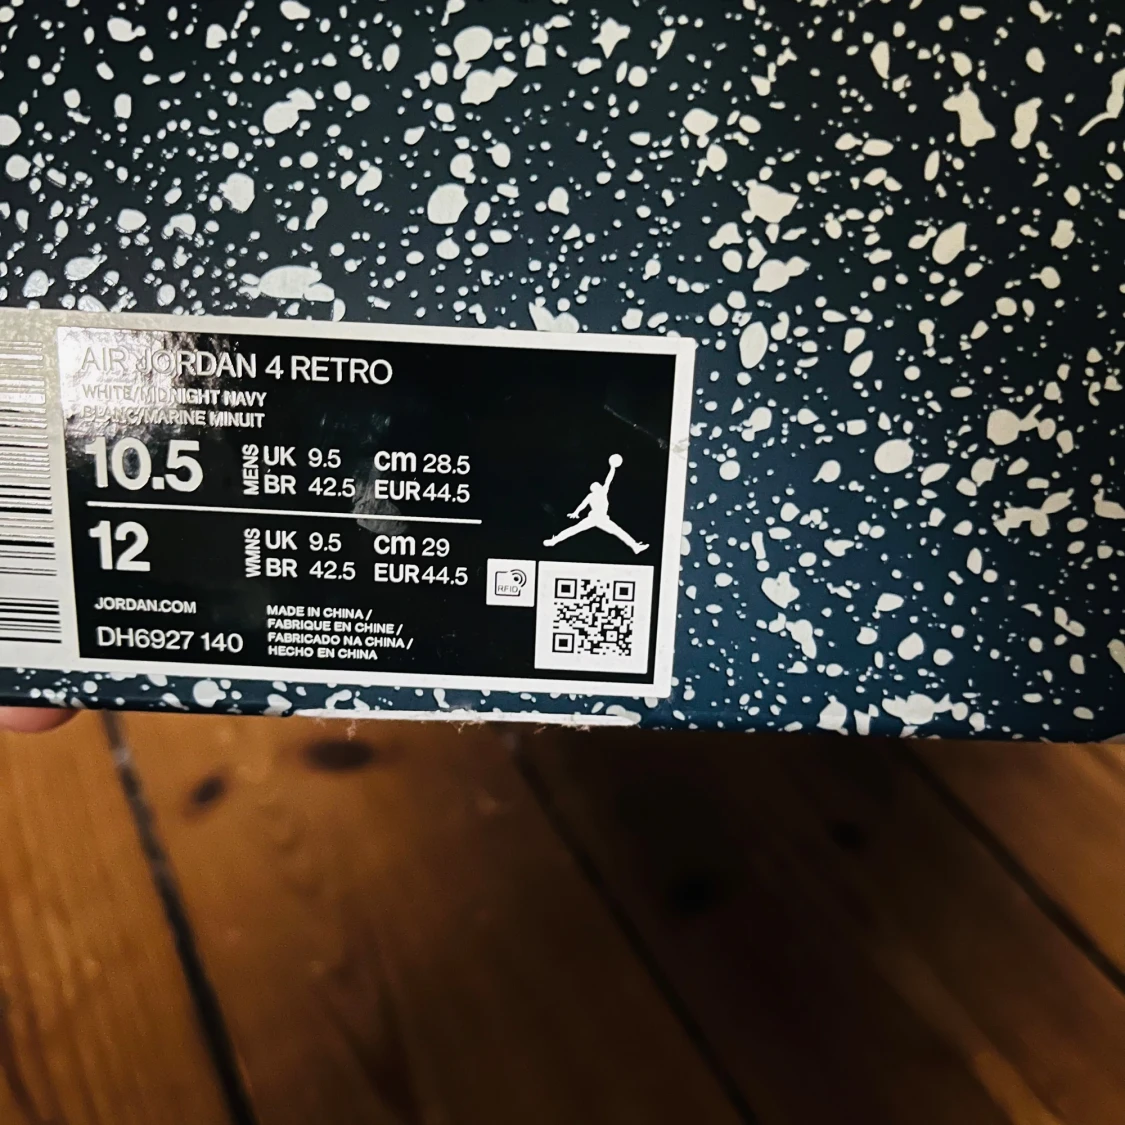 AIR JORDAN 4 RETRO
WHITE/MIDNIGHT NAVY
BLANC/MARINE MINUIT
10.5 MENS UK 9.5 cm 28.5
BR 42.5 EUR 44.5
12 WMNS UK 9.5 cm 29
BR 42.5 EUR 44.5
RFID
JORDAN.COM
DH6927 140
MADE IN CHINA /
FABRIQUE EN CHINE /
FABRICADO NA CHINA /
HECHO EN CHINA